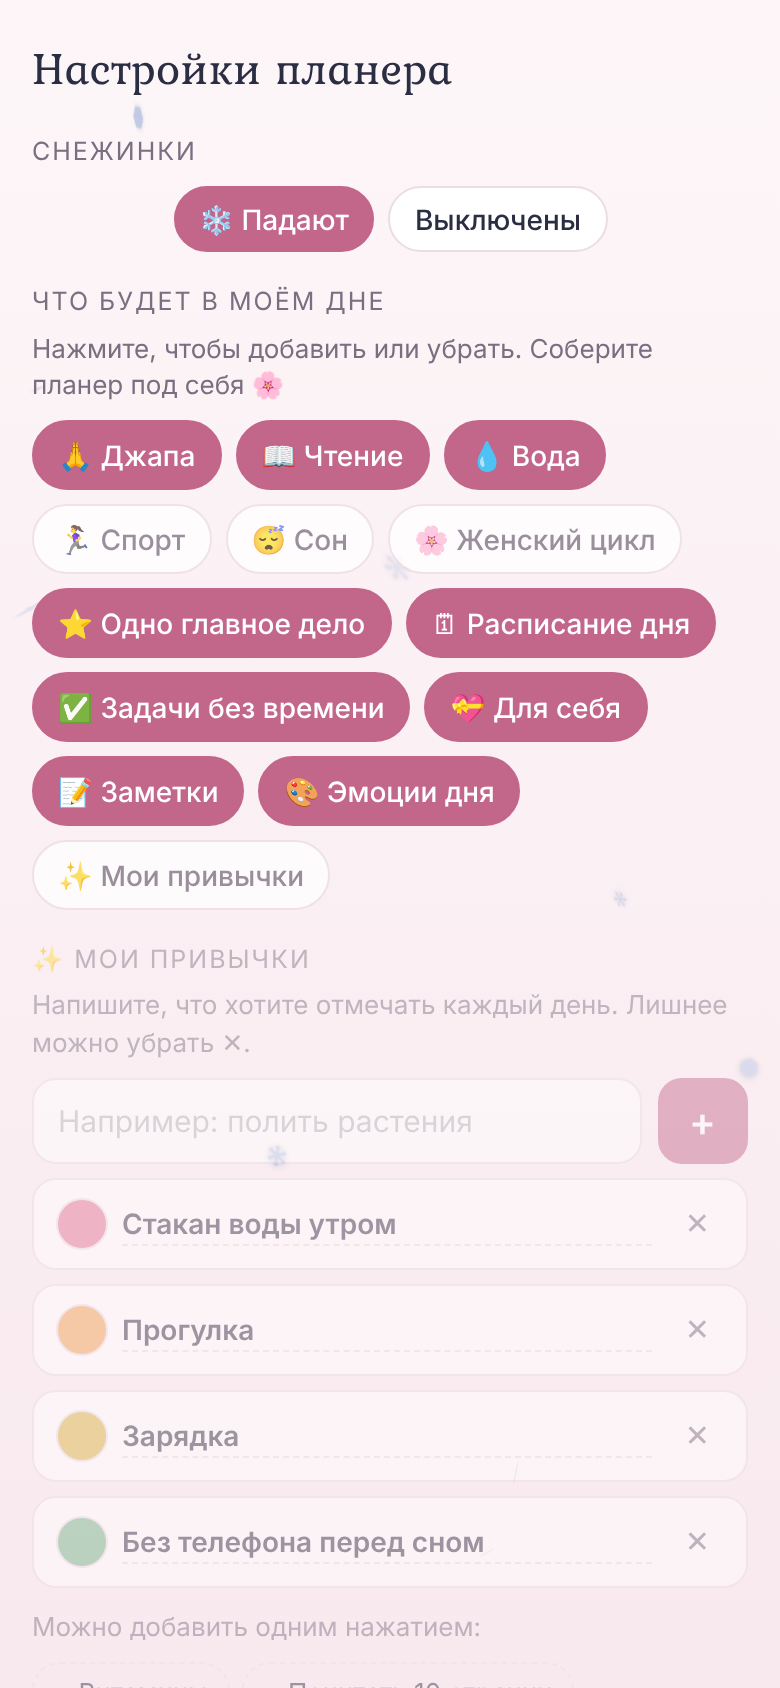 Настройки планера
СНЕЖИНКИ
❄️ Падают
Выключены
ЧТО БУДЕТ В МОЁМ ДНЕ
Нажмите, чтобы добавить или убрать. Соберите
планер под себя 🌸
🙏 Джапа
📖 Чтение
💧 Вода
🏃‍♀️ Спорт
😴 Сон
🌸 Женский цикл
⭐ Одно главное дело
🗓 Расписание дня
✅ Задачи без времени
💝 Для себя
📝 Заметки
🎨 Эмоции дня
✨ Мои привычки
✨ МОИ ПРИВЫЧКИ
Напишите, что хотите отмечать каждый день. Лишнее
можно убрать ✕.
Например: полить растения
+
Стакан воды утром ✕
Прогулка ✕
Зарядка ✕
Без телефона перед сном ✕
Можно добавить одним нажатием: